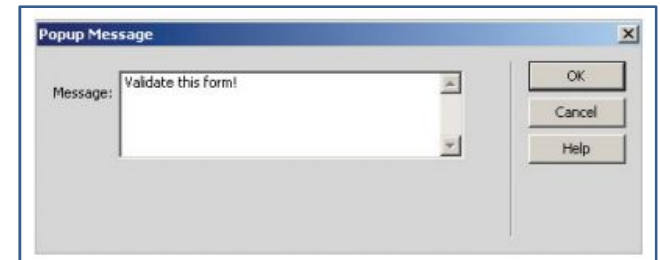 Popup Message
Message:
Validate this form!
OK
Cancel
Help